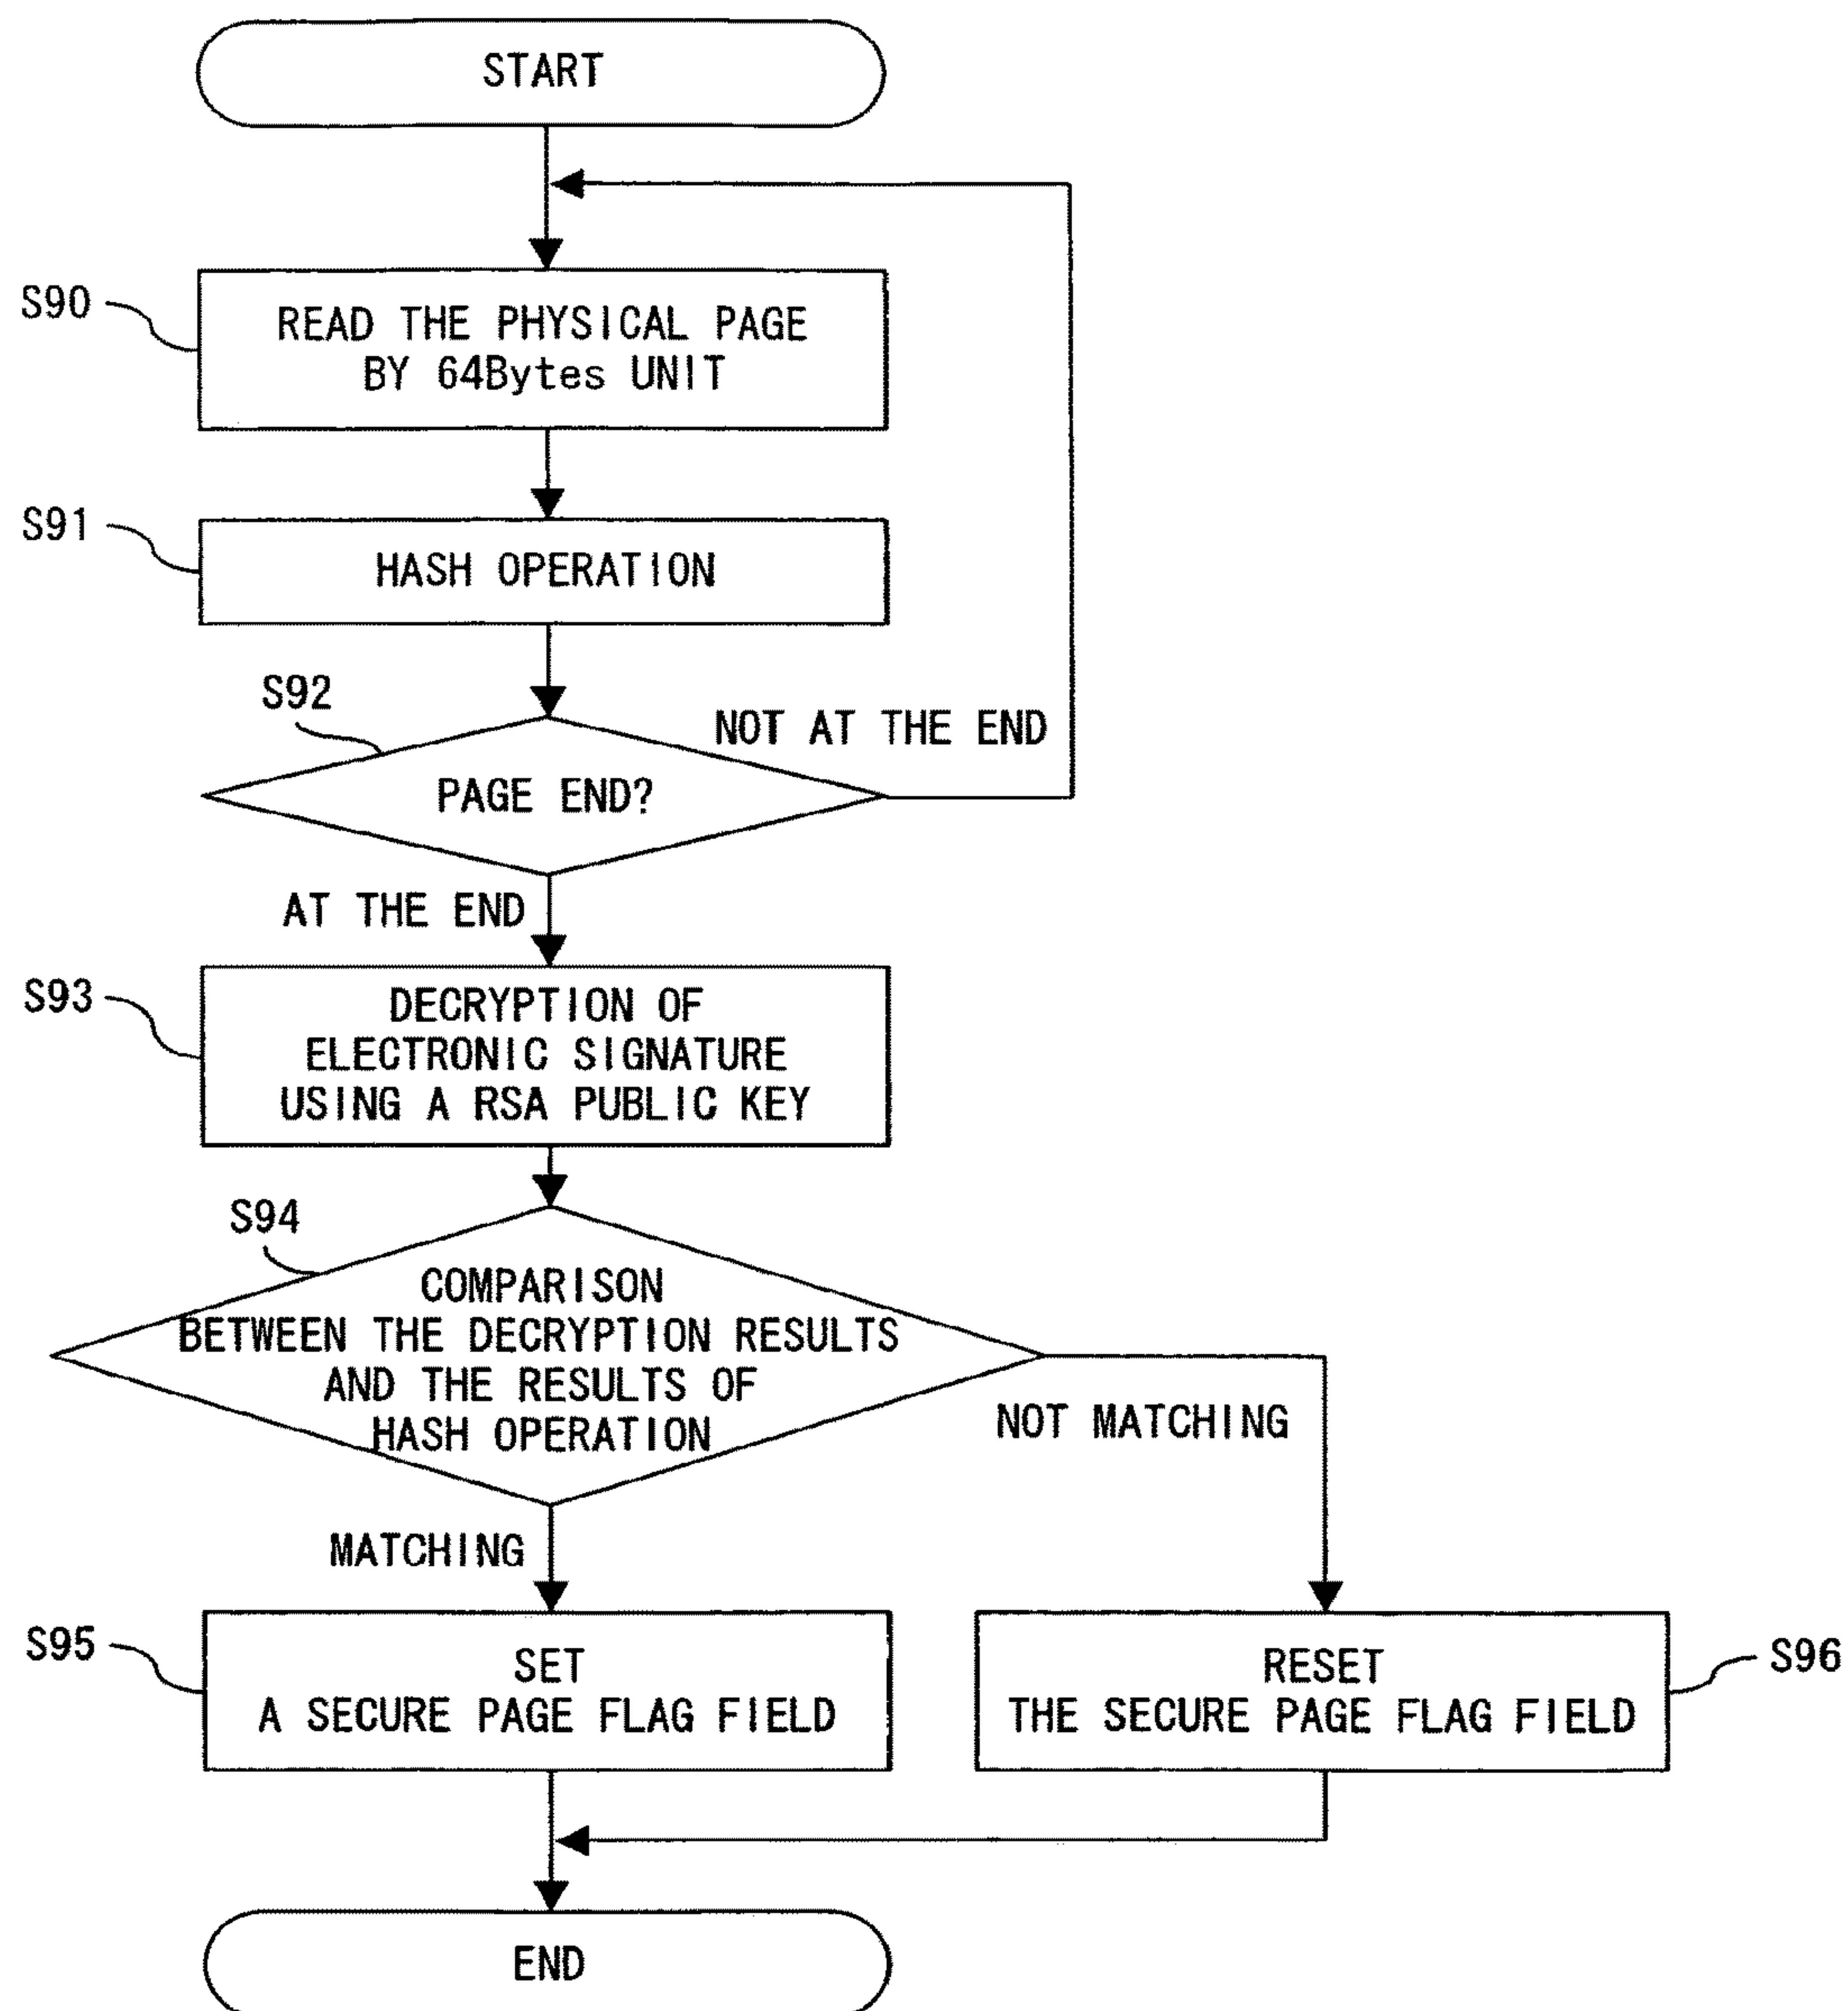 START
S90
READ THE PHYSICAL PAGE
BY 64Bytes UNIT
S91
HASH OPERATION
S92
NOT AT THE END
PAGE END?
AT THE END
S93
DECRYPTION OF
ELECTRONIC SIGNATURE
USING A RSA PUBLIC KEY
S94
COMPARISON
BETWEEN THE DECRYPTION RESULTS
AND THE RESULTS OF
HASH OPERATION
NOT MATCHING
MATCHING
S95
SET
A SECURE PAGE FLAG FIELD
RESET
THE SECURE PAGE FLAG FIELD
S96
END